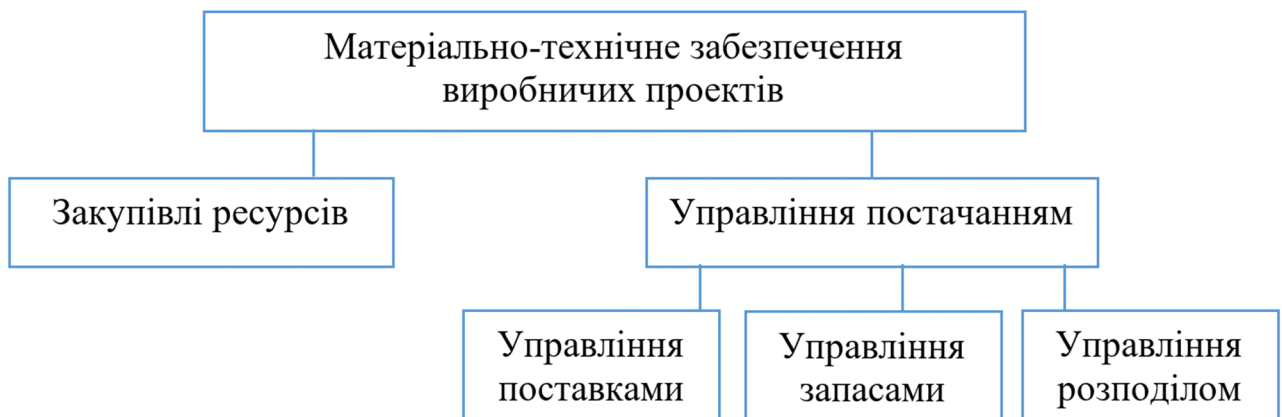 Матеріально-технічне забезпечення
виробничих проектів
Закупівлі ресурсів
Управління постачанням
Управління
поставками
Управління
запасами
Управління
розподілом